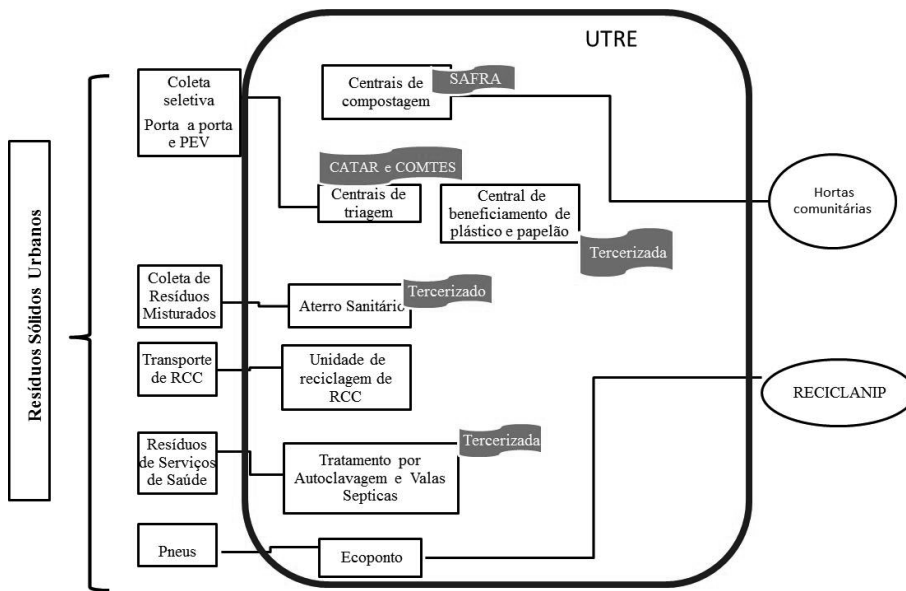 UTRE
Resíduos Sólidos Urbanos
Coleta
seletiva
Porta a porta
e PEV
Centrais de
compostagem
SAFRA
CATAR e COMTES
Centrais de
triagem
Central de
beneficiamento de
plástico e papelão
Tercerizada
Hortas
comunitárias
Coleta de
Resíduos
Misturados
Aterro Sanitário
Tercerizado
Transporte
de RCC
Unidade de
reciclagem de
RCC
RECICLANIP
Resíduos
de Serviços
de Saúde
Tratamento por
Autoclavagem e Valas
Septicas
Tercerizada
Pneus
Ecoponto